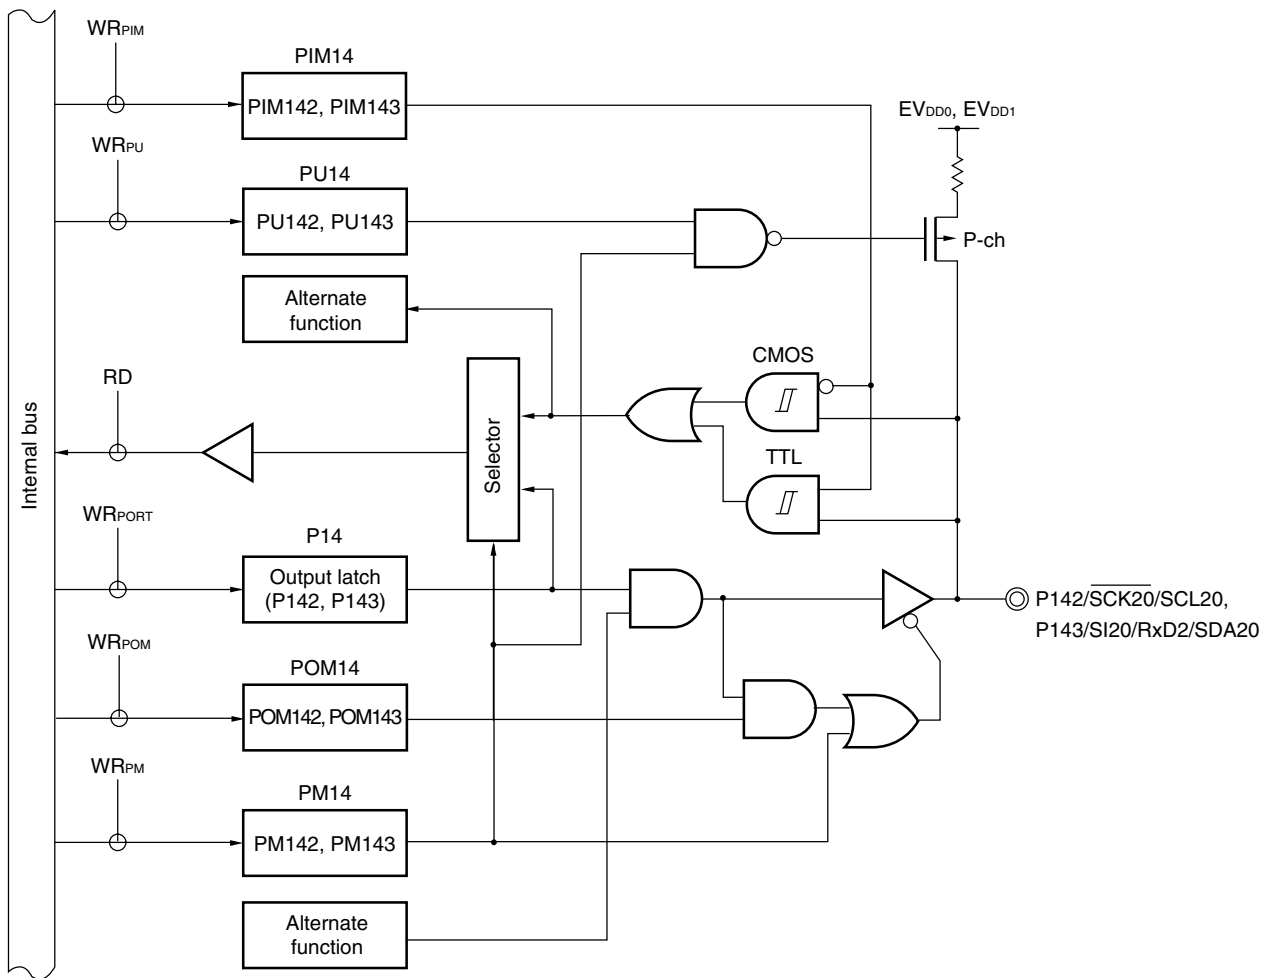 WRPIM
PIM14
PIM142, PIM143
EVDD0, EVDD1
WRPU
PU14
PU142, PU143
P-ch
Alternate
function
CMOS
RD
Internal bus
Selector
TTL
WRPORT
P14
Output latch
(P142, P143)
P142/SCK20/SCL20,
P143/SI20/RxD2/SDA20
WRPOM
POM14
POM142, POM143
WRPM
PM14
PM142, PM143
Alternate
function